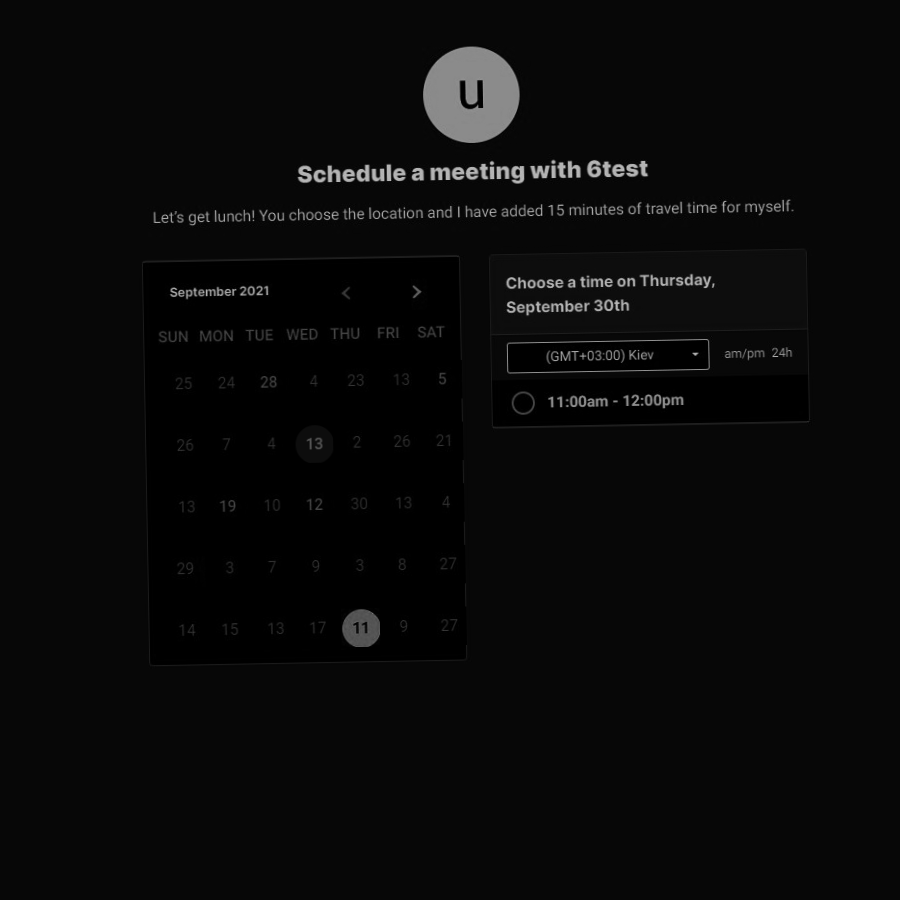 u
Schedule a meeting with 6test
Let's get lunch! You choose the location and I have added 15 minutes of travel time for myself.
September 2021
SUN MON TUE WED THU FRI SAT
25 24 28 4 23 13 5
26 7 4 13 2 26 21
13 19 10 12 30 13 4
29 3 7 9 3 8 27
14 15 13 17 11 9 27
Choose a time on Thursday,
September 30th
(GMT+03:00) Kiev am/pm 24h
11:00am - 12:00pm